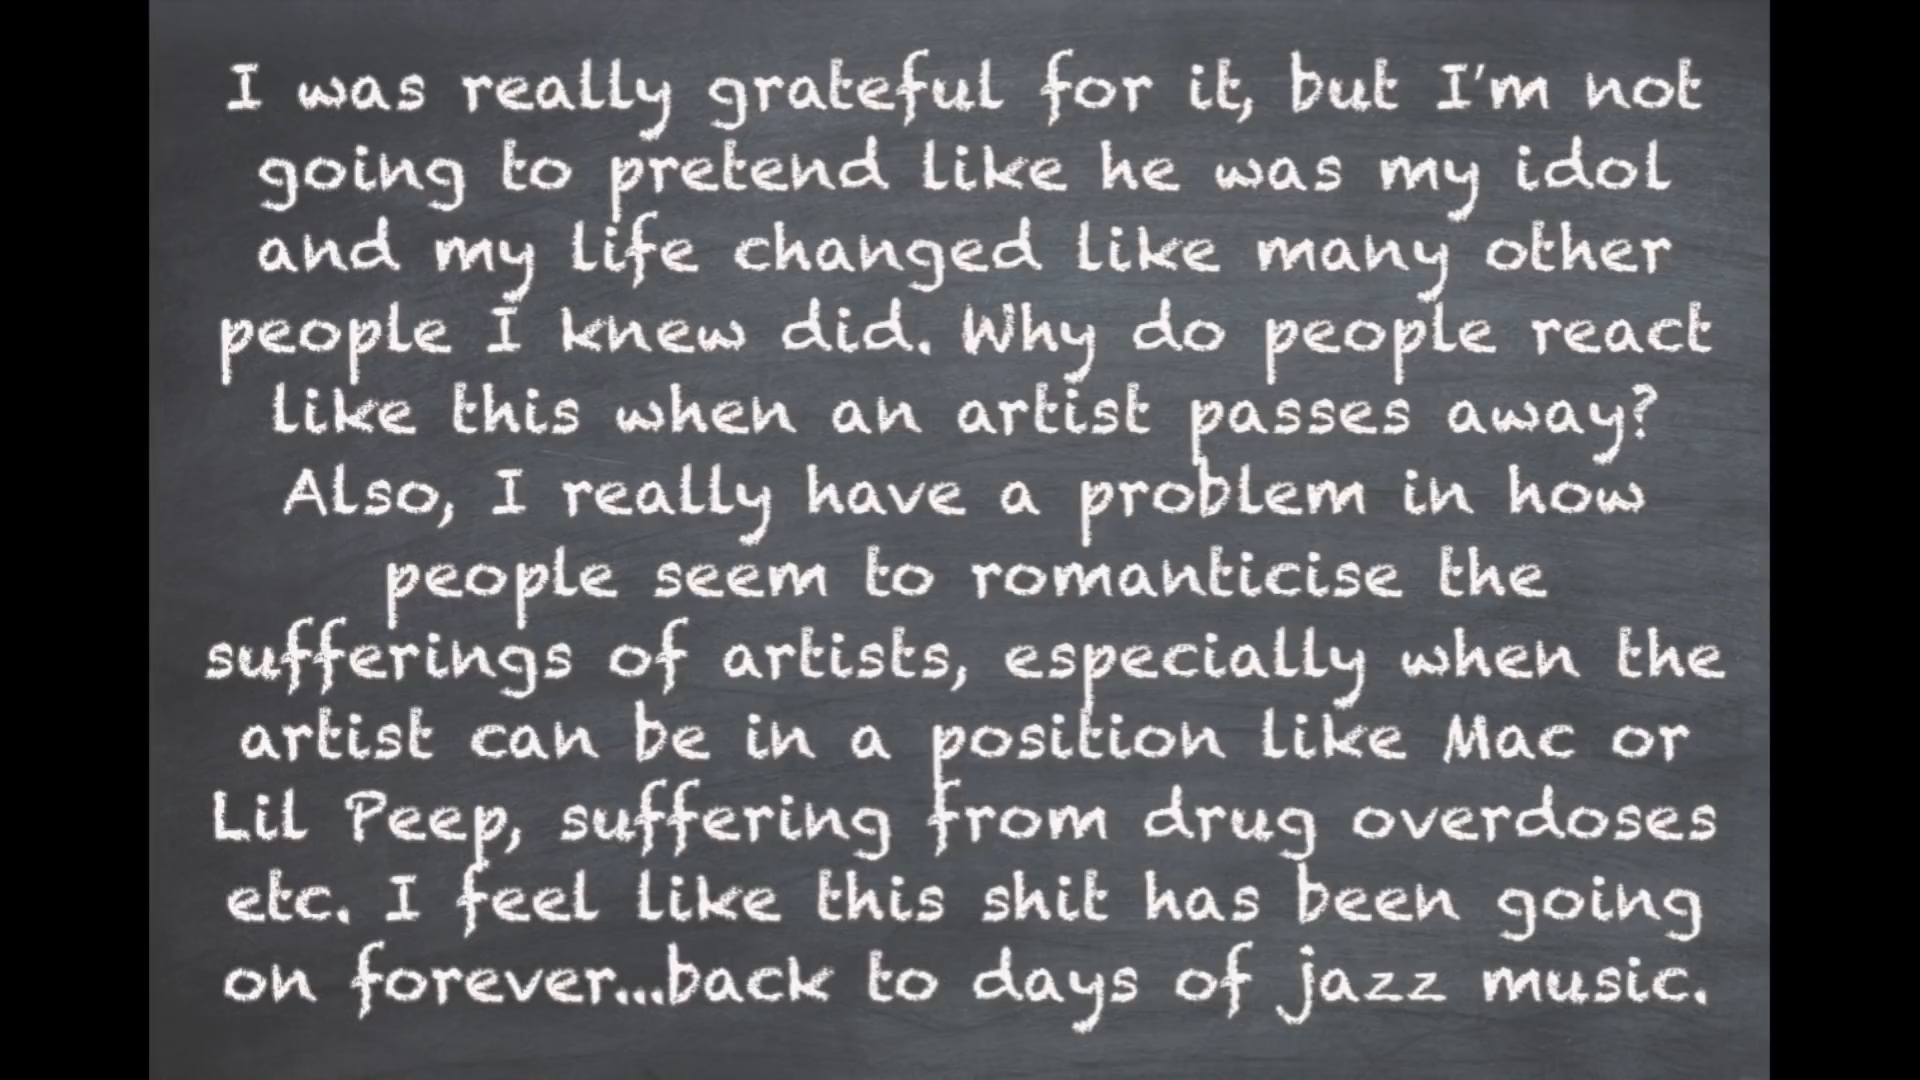 I was really grateful for it, but I'm not
going to pretend like he was my idol
and my life changed like many other
people I knew did. Why do people react
like this when an artist passes away?
Also, I really have a problem in how
people seem to romanticise the
sufferings of artists, especially when the
artist can be in a position like Mac or
Lil Peep, suffering from drug overdoses
etc. I feel like this shit has been going
on forever...back to days of jazz music.